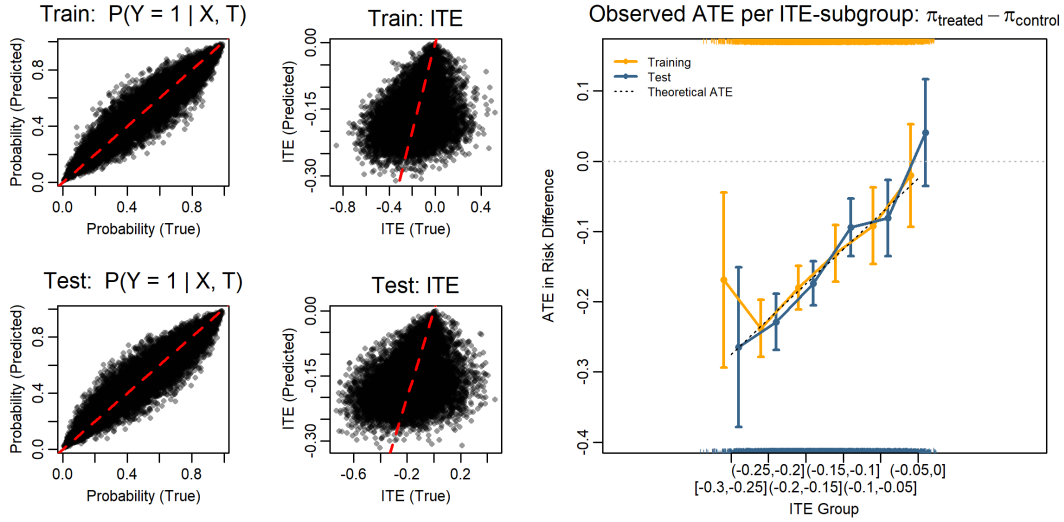 Train: P(Y = 1 | X, T)
Probability (Predicted)
0.0 0.4 0.8
0.0 0.4 0.8
Probability (True)
Train: ITE
ITE (Predicted)
-0.30 -0.15 0.00
-0.8 -0.4 0.0 0.4
ITE (True)
Test: P(Y = 1 | X, T)
Probability (Predicted)
0.0 0.4 0.8
0.0 0.4 0.8
Probability (True)
Test: ITE
ITE (Predicted)
-0.30 -0.15 0.00
-0.6 -0.2 0.2
ITE (True)
Observed ATE per ITE-subgroup: πtreated − πcontrol
Training
Test
Theoretical ATE
ATE in Risk Difference
0.1
0.0
-0.1
-0.2
-0.3
-0.4
(-0.25,-0.2] (-0.15,-0.1] (-0.05,0]
[-0.3,-0.25] (-0.2,-0.15] (-0.1,-0.05]
ITE Group